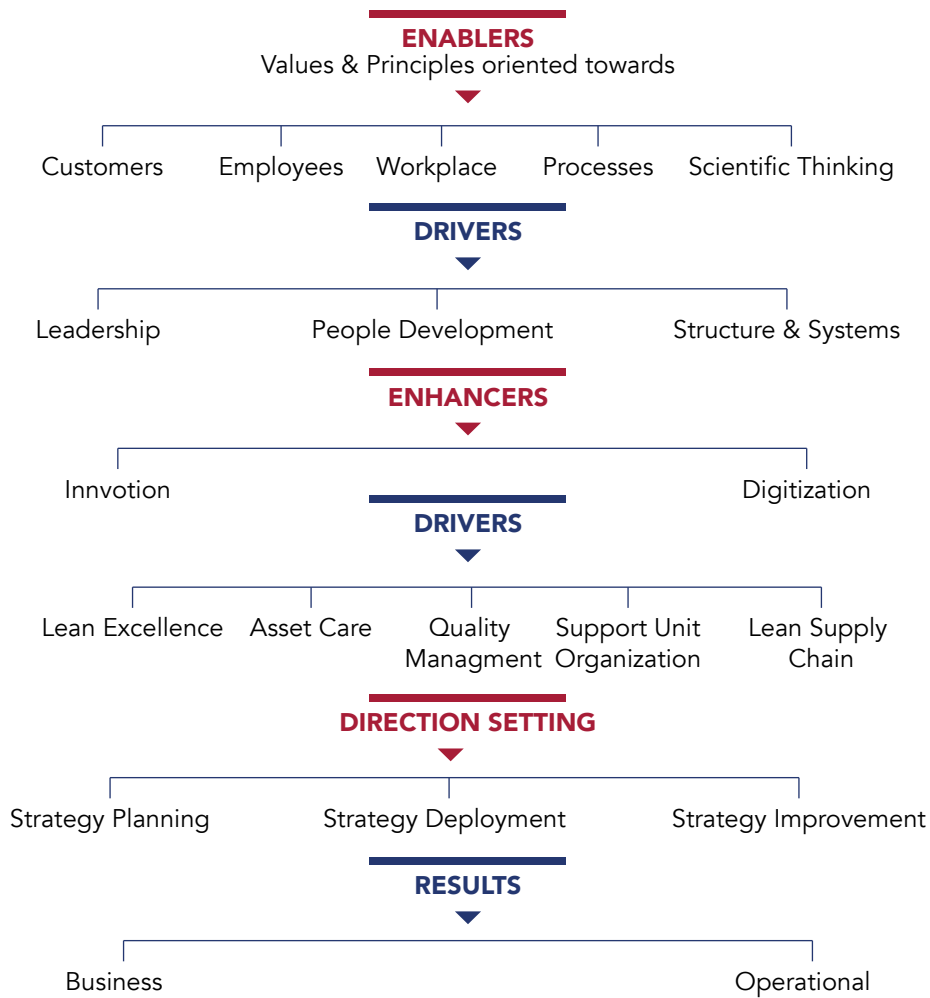 ENABLERS
Values & Principles oriented towards
Customers Employees Workplace Processes Scientific Thinking
DRIVERS
Leadership People Development Structure & Systems
ENHANCERS
Innvotion Digitization
DRIVERS
Lean Excellence Asset Care Quality Support Unit Lean Supply
Managment Organization Chain
DIRECTION SETTING
Strategy Planning Strategy Deployment Strategy Improvement
RESULTS
Business Operational